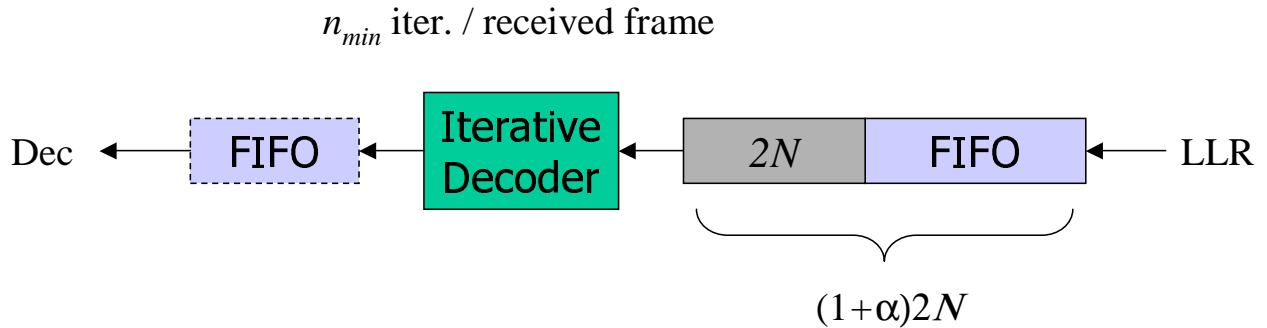 n_min iter. / received frame
Dec
FIFO
Iterative
Decoder
2N
FIFO
LLR
(1+α)2N